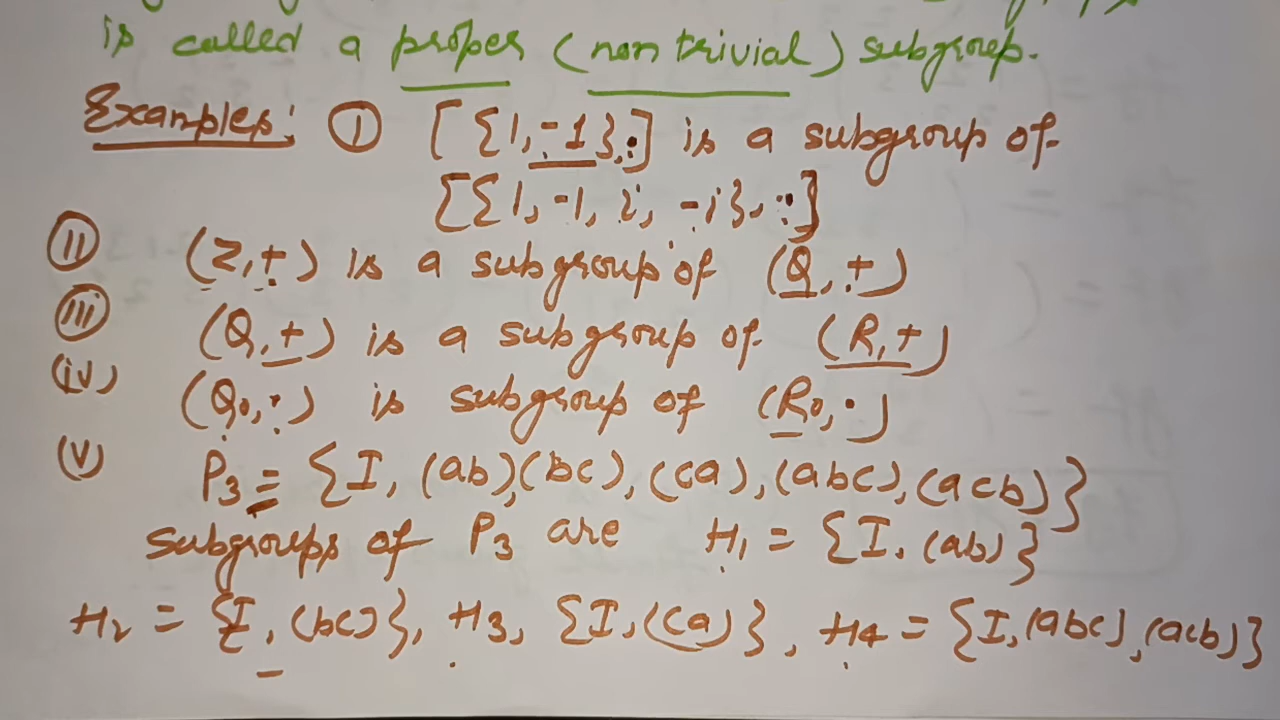 is called a proper (non trivial) subgroup.
Examples: (i) [{1, -1}, •] is a subgroup of
[{1, -1, i, -i}, •]
(ii) (Z, +) is a subgroup of (Q, +)
(iii) (Q, +) is a subgroup of (R, +)
(iv) (Q₀, •) is subgroup of (R₀, •)
(v) P₃ = {I, (ab), (bc), (ca), (abc), (acb)}
subgroups of P₃ are H₁ = {I, (ab)}
H₂ = {I, (bc)}, H₃, {I, (ca)}, H₄ = {I, (abc), (acb)}